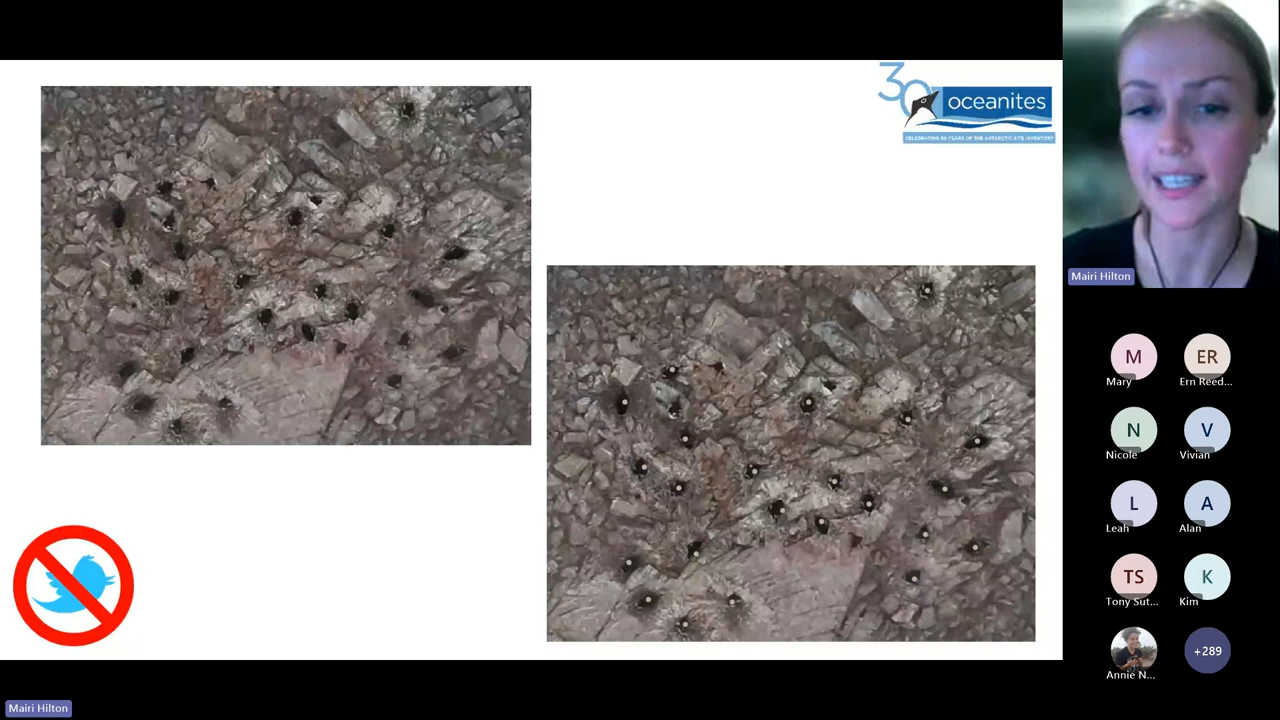 30
oceanites
CELEBRATING 30 YEARS OF THE ANTARCTIC SITE INVENTORY
Mairi Hilton
M
Mary
ER
Ern Reed...
N
Nicole
V
Vivian
L
Leah
A
Alan
TS
Tony Sut...
K
Kim
Annie N...
+289
Mairi Hilton